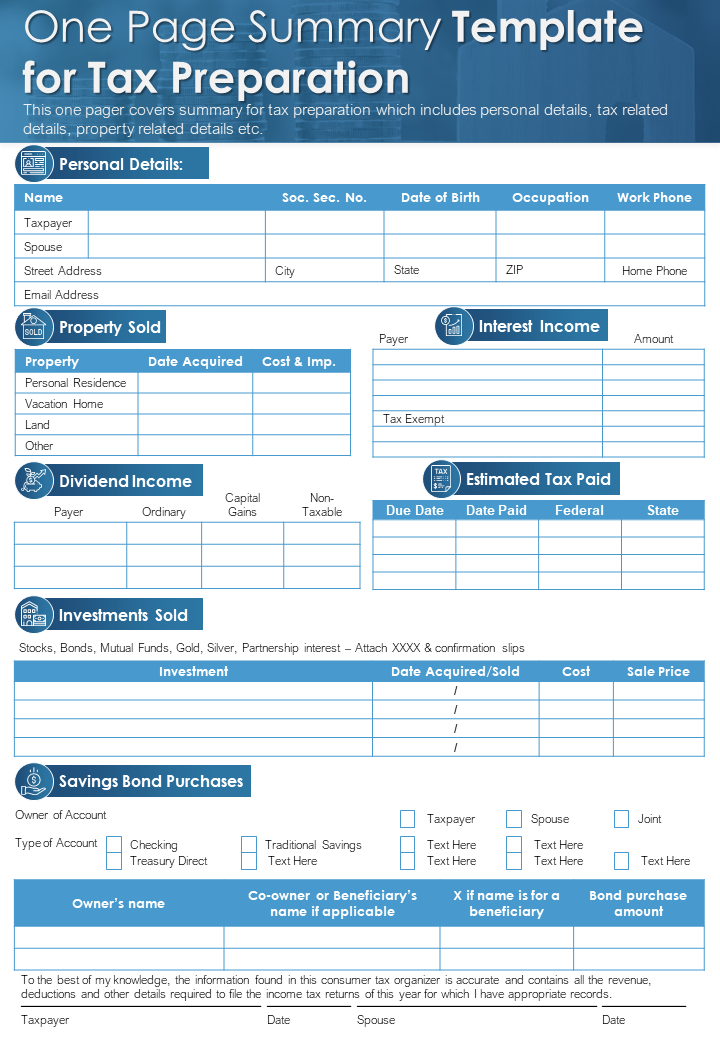 One Page Summary Template
for Tax Preparation
This one pager covers summary for tax preparation which includes personal details, tax related
details, property related details etc.
Personal Details:
Name Soc. Sec. No. Date of Birth Occupation Work Phone
Taxpayer
Spouse
Street Address City State ZIP Home Phone
Email Address
Property Sold
Property Date Acquired Cost & Imp.
Personal Residence
Vacation Home
Land
Other
Interest Income
Payer Amount
Tax Exempt
Dividend Income
Payer Ordinary Capital Gains Non-Taxable
Estimated Tax Paid
Due Date Date Paid Federal State
Investments Sold
Stocks, Bonds, Mutual Funds, Gold, Silver, Partnership interest – Attach XXXX & confirmation slips
Investment Date Acquired/Sold Cost Sale Price
/
/
/
/
Savings Bond Purchases
Owner of Account Taxpayer Spouse Joint
Type of Account Checking Traditional Savings Text Here Text Here
Treasury Direct Text Here Text Here Text Here Text Here
Owner's name Co-owner or Beneficiary's name if applicable X if name is for a beneficiary Bond purchase amount
To the best of my knowledge, the information found in this consumer tax organizer is accurate and contains all the revenue,
deductions and other details required to file the income tax returns of this year for which I have appropriate records.
Taxpayer Date Spouse Date
SOLD
TAX